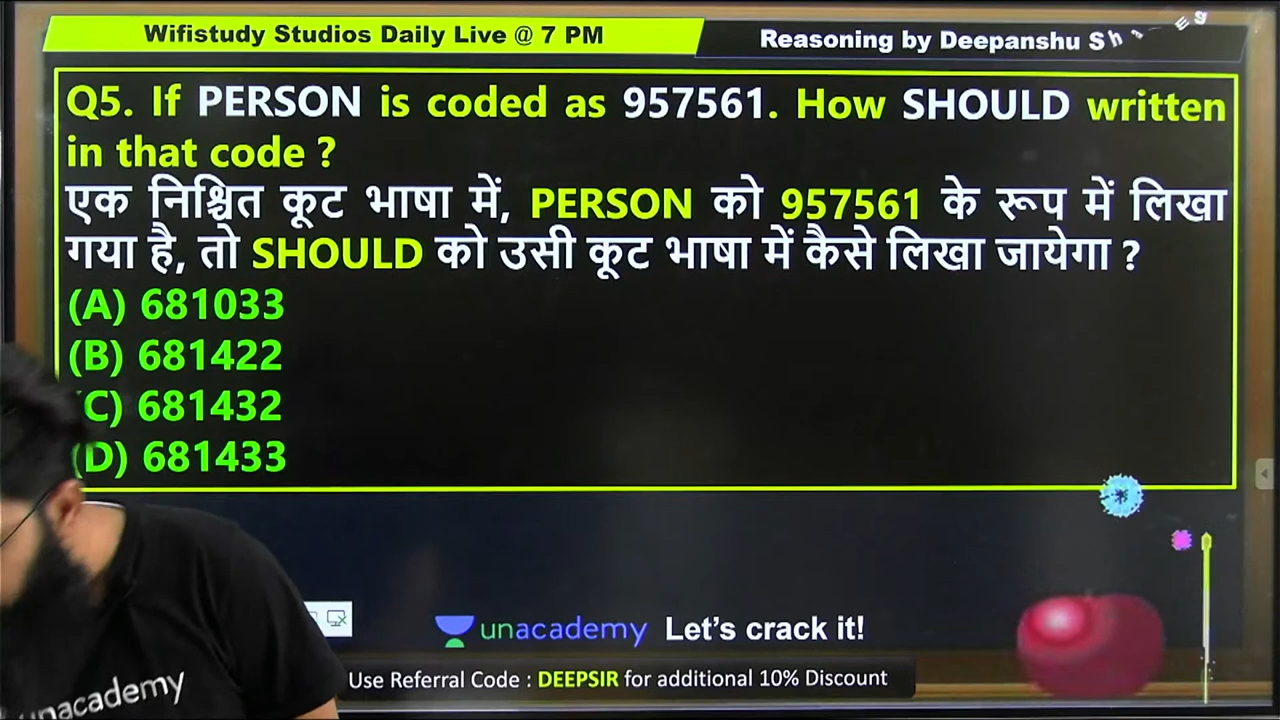 Wifistudy Studios Daily Live @ 7 PM
Reasoning by Deepanshu
Q5. If PERSON is coded as 957561. How SHOULD written
in that code ?
एक निश्चित कूट भाषा में, PERSON को 957561 के रूप में लिखा
गया है, तो SHOULD को उसी कूट भाषा में कैसे लिखा जायेगा ?
(A) 681033
(B) 681422
(C) 681432
(D) 681433
unacademy Let's crack it!
Use Referral Code : DEEPSIR for additional 10% Discount
unacademy